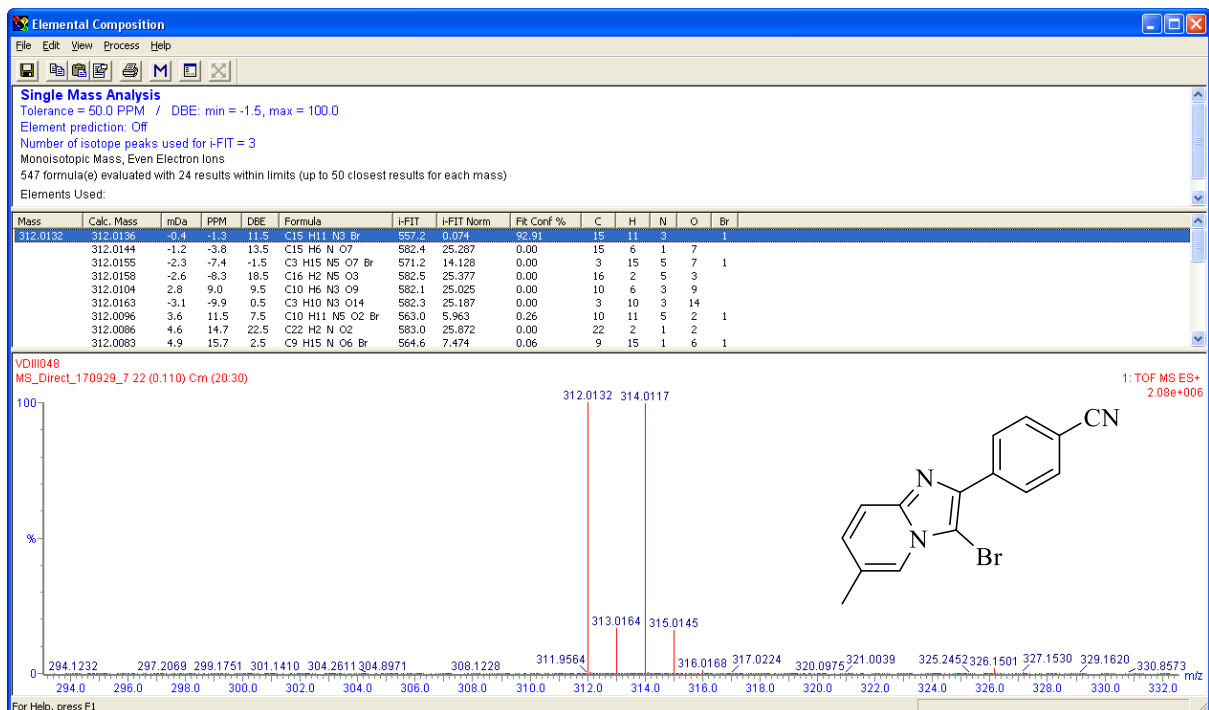 Elemental Composition
File Edit View Process Help
M
Single Mass Analysis
Tolerance = 50.0 PPM / DBE: min = -1.5, max = 100.0
Element prediction: Off
Number of isotope peaks used for i-FIT = 3
Monoisotopic Mass, Even Electron Ions
547 formula(e) evaluated with 24 results within limits (up to 50 closest results for each mass)
Elements Used:
Mass Calc. Mass mDa PPM DBE Formula i-FIT i-FIT Norm Fit Conf % C H N O Br
312.0132 312.0136 -0.4 -1.3 11.5 C15 H11 N3 Br 557.2 0.074 92.91 15 11 3 1
312.0144 -1.2 -3.8 13.5 C15 H6 N O7 582.4 25.287 0.00 15 6 1 7
312.0155 -2.3 -7.4 -1.5 C3 H15 N5 O7 Br 571.2 14.128 0.00 3 15 5 7 1
312.0158 -2.6 -8.3 18.5 C16 H2 N5 O3 582.5 25.377 0.00 16 2 5 3
312.0104 2.8 9.0 9.5 C10 H6 N3 O9 582.1 25.025 0.00 10 6 3 9
312.0163 -3.1 -9.9 0.5 C3 H10 N3 O14 582.3 25.187 0.00 3 10 3 14
312.0096 3.6 11.5 7.5 C10 H11 N5 O2 Br 563.0 5.963 0.26 10 11 5 2 1
312.0086 4.6 14.7 22.5 C22 H2 N O2 583.0 25.872 0.00 22 2 1 2
312.0083 4.9 15.7 2.5 C9 H15 N O6 Br 564.6 7.474 0.06 9 15 1 6 1
VDIII048
MS_Direct_170929_7 22 (0.110) Cm (20:30)
1: TOF MS ES+
2.08e+006
100
312.0132 314.0117
CN
N
N
Br
%
313.0164 315.0145
294.1232 297.2069 299.1751 301.1410 304.2611 304.8971 308.1228 311.9564 316.0168 317.0224 320.0975 321.0039 325.2452 326.1501 327.1530 329.1620 330.8573
0
m/z
294.0 296.0 298.0 300.0 302.0 304.0 306.0 308.0 310.0 312.0 314.0 316.0 318.0 320.0 322.0 324.0 326.0 328.0 330.0 332.0
For Help, press F1